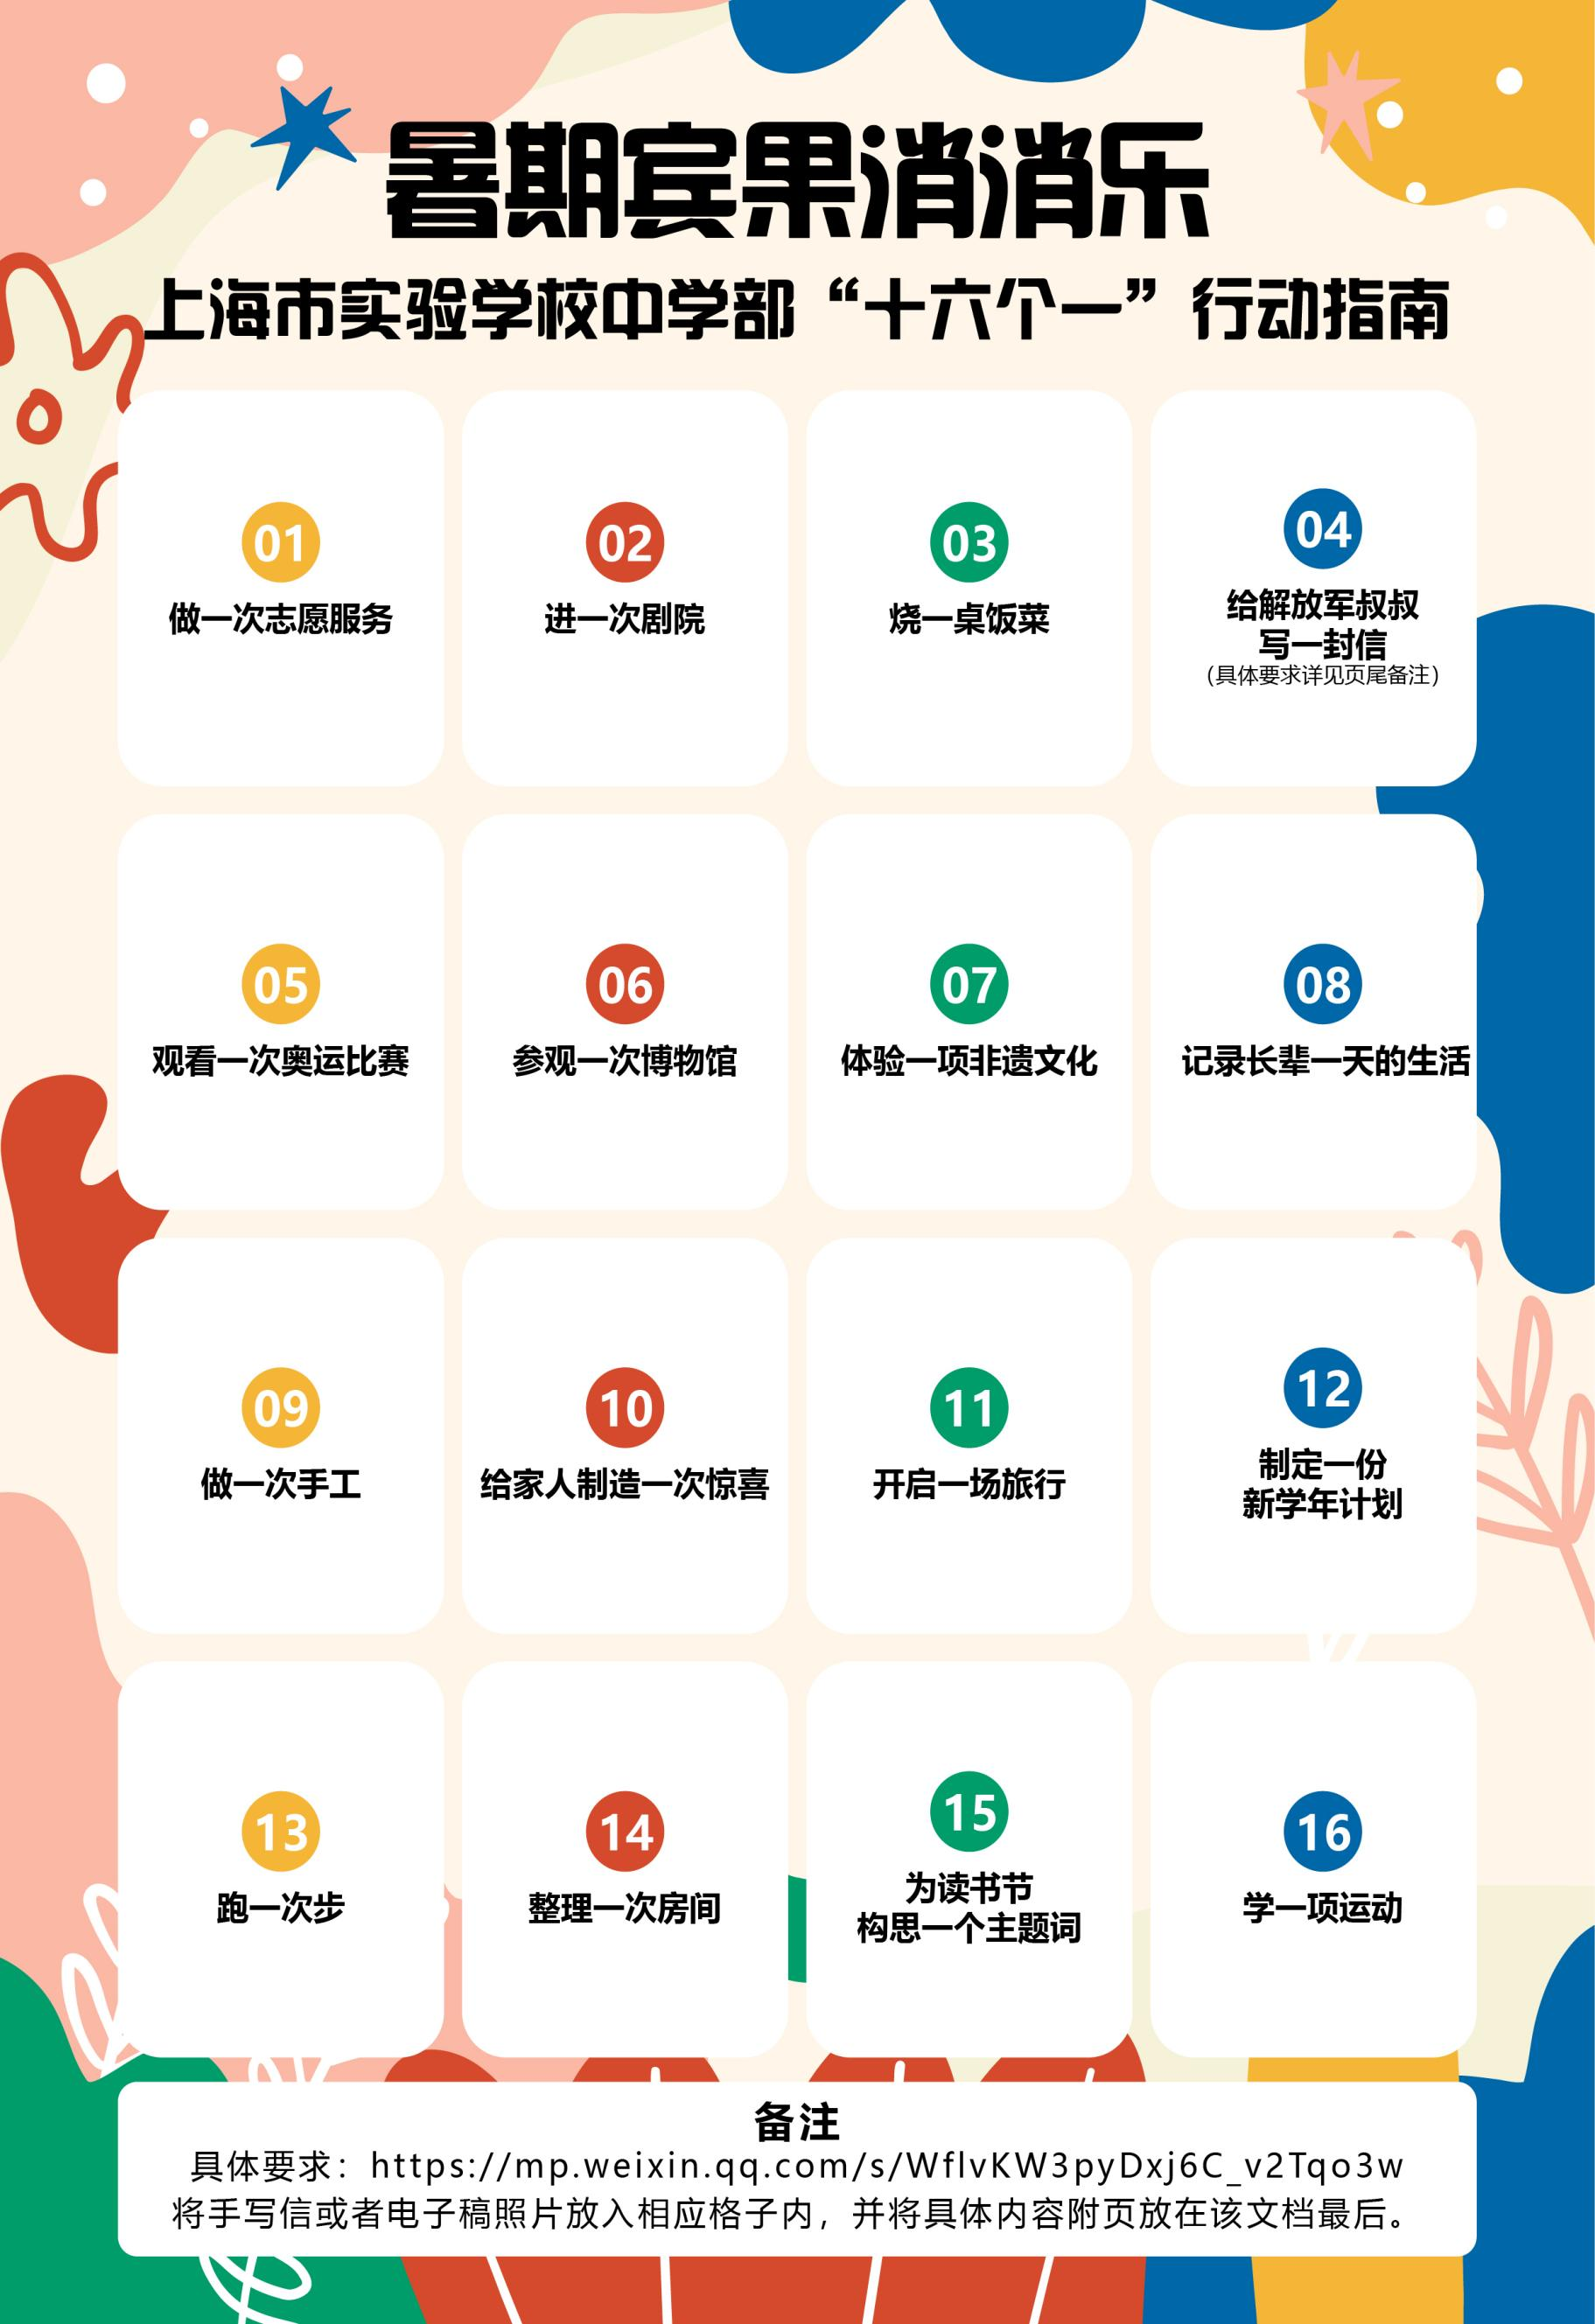 暑期宾果消消乐
上海市实验学校中学部“十六个一”行动指南
01
做一次志愿服务
02
进一次剧院
03
烧一桌饭菜
04
给解放军叔叔
写一封信
(具体要求详见页尾备注)
05
观看一次奥运比赛
06
参观一次博物馆
07
体验一项非遗文化
08
记录长辈一天的生活
09
做一次手工
10
给家人制造一次惊喜
11
开启一场旅行
12
制定一份
新学年计划
13
跑一次步
14
整理一次房间
15
为读书节
构思一个主题词
16
学一项运动
备注
具体要求：https://mp.weixin.qq.com/s/WflvKW3pyDxj6C_v2Tqo3w
将手写信或者电子稿照片放入相应格子内，并将具体内容附页放在该文档最后。